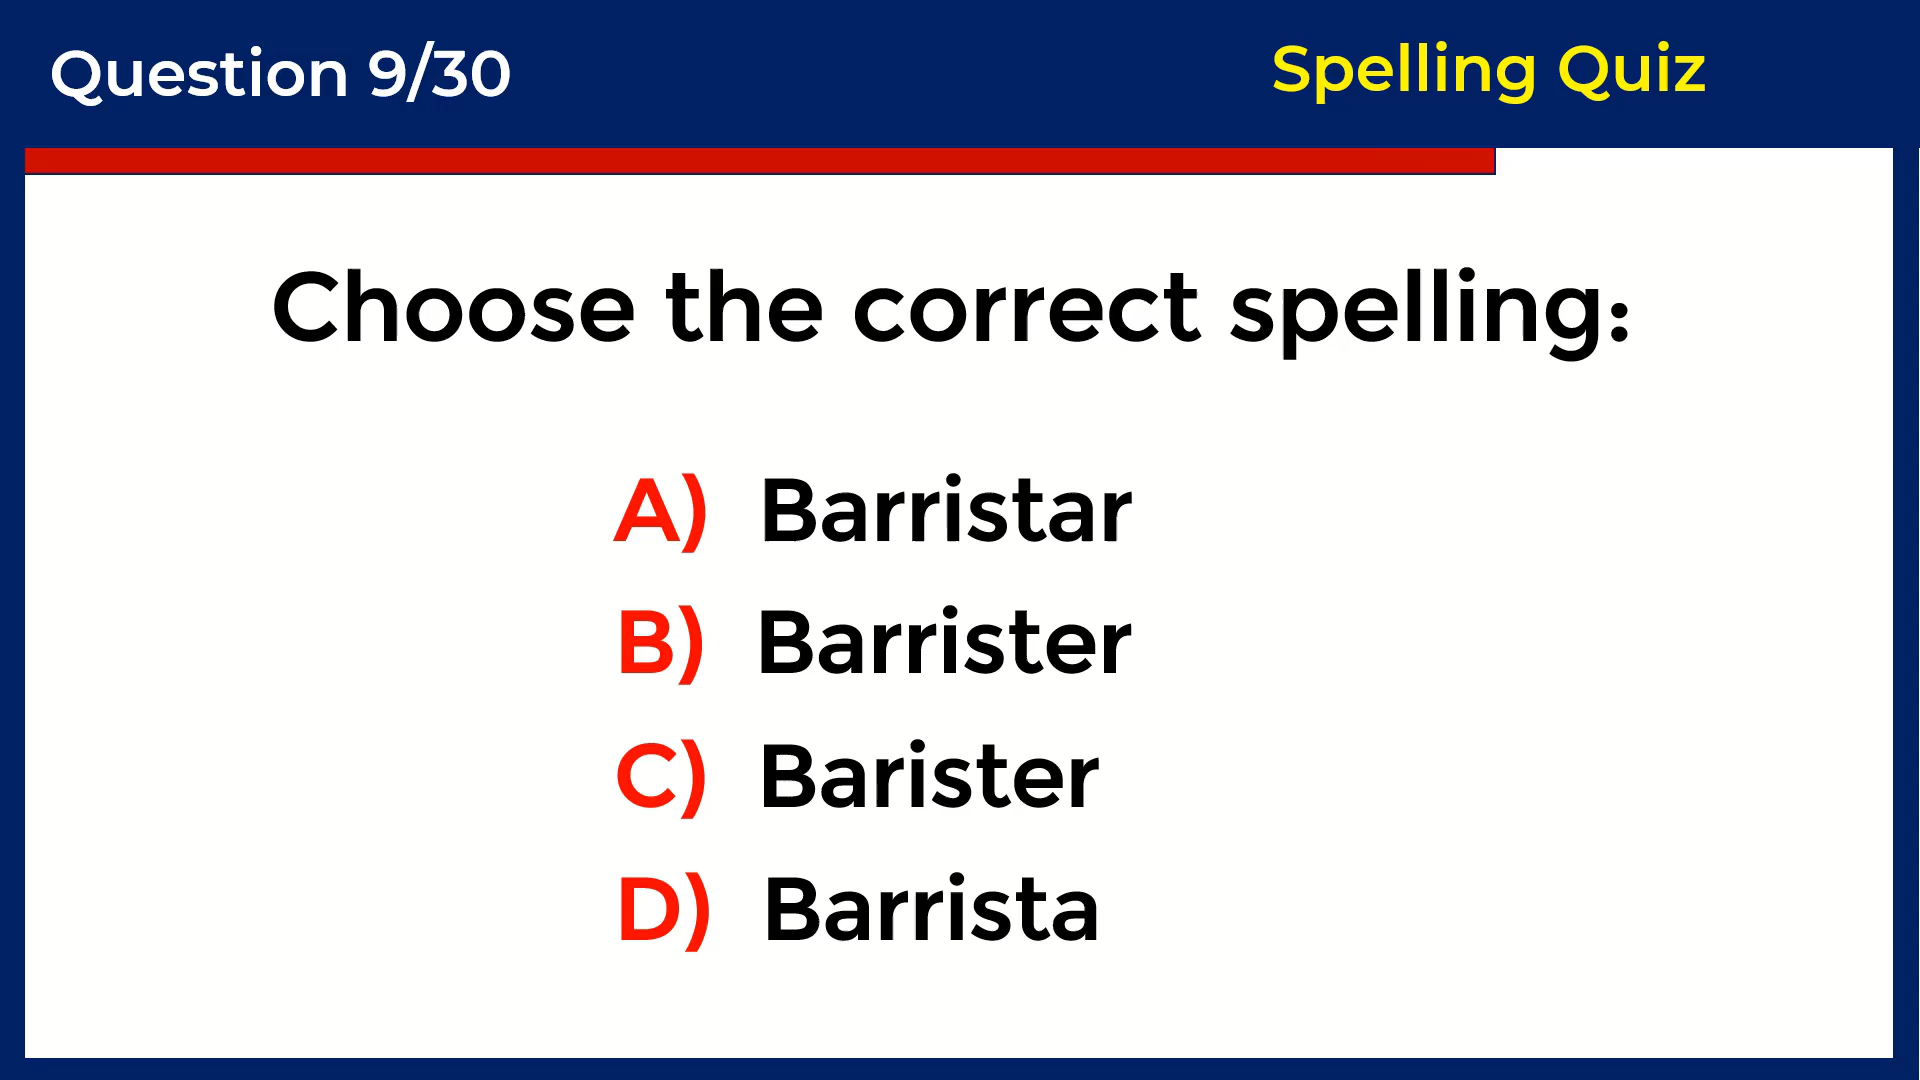 Question 9/30
Spelling Quiz
Choose the correct spelling:
A) Barristar
B) Barrister
C) Barister
D) Barrista